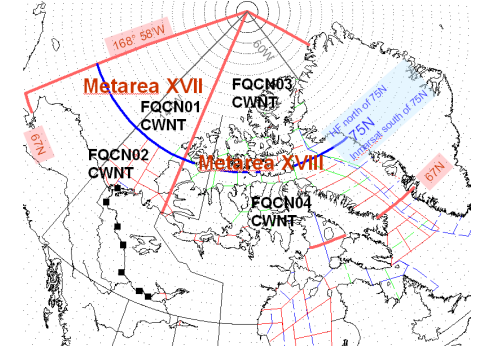 168° 58'W
60W
Metarea XVII
FQCN03
CWNT
FQCN01
CWNT
HF north of 75N
75N
Inmarsat south of 75N
67N
FQCN02
CWNT
Metarea XVIII
67N
FQCN04
CWNT